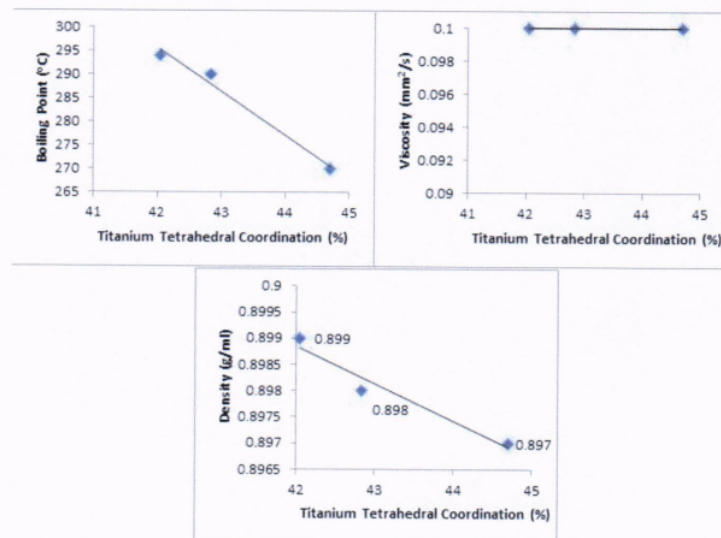 300
295
290
285
280
275
270
265
41 42 43 44 45
Boiling Point (°C)
Titanium Tetrahedral Coordination (%)
0.1
0.098
0.096
0.094
0.092
0.09
41 42 43 44 45
Viscosity (mm²/s)
Titanium Tetrahedral Coordination (%)
0.9
0.8995
0.899
0.8985
0.898
0.8975
0.897
0.8965
42 43 44 45
0.899
0.898
0.897
Density (g/ml)
Titanium Tetrahedral Coordination (%)